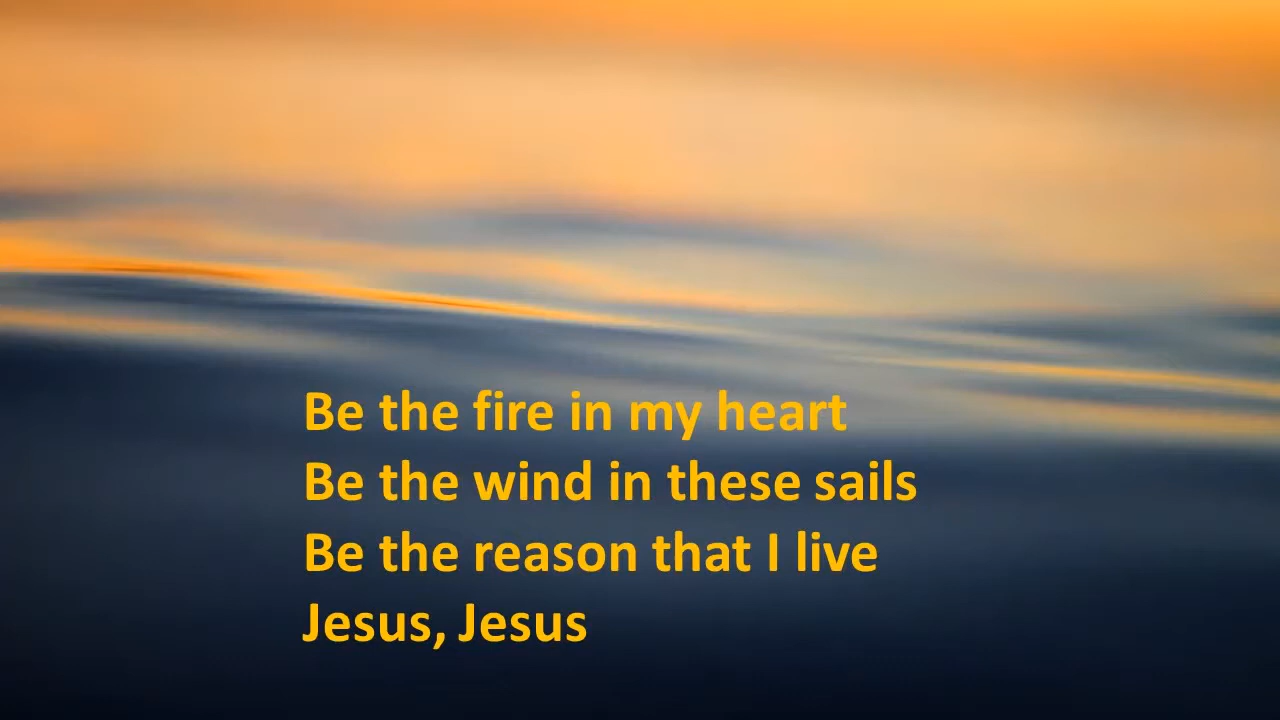 Be the fire in my heart
Be the wind in these sails
Be the reason that I live
Jesus, Jesus